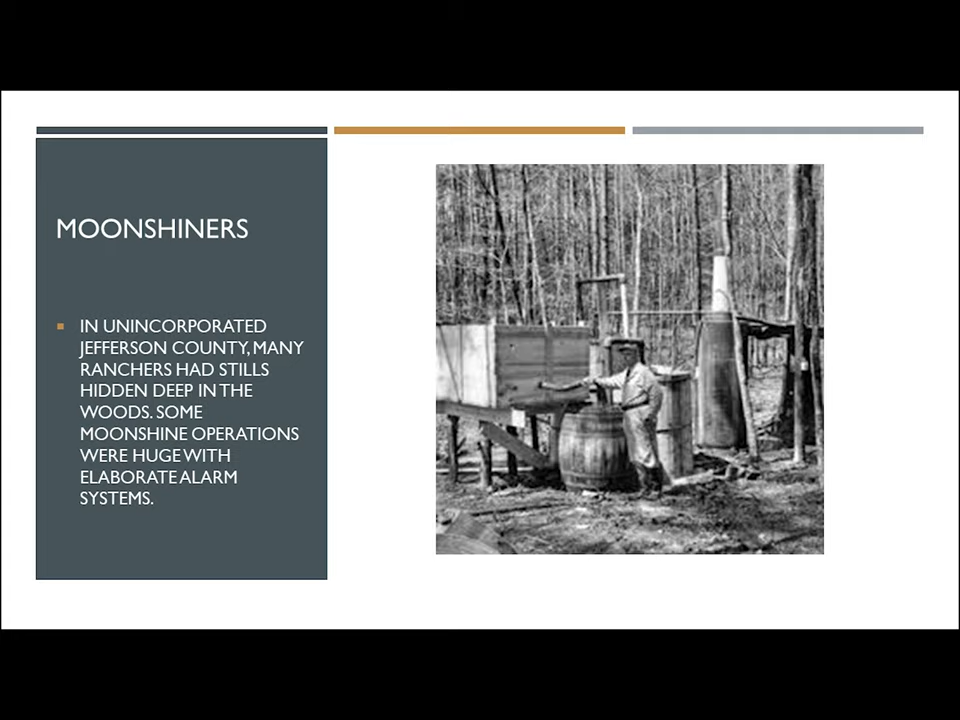 MOONSHINERS
IN UNINCORPORATED
JEFFERSON COUNTY, MANY
RANCHERS HAD STILLS
HIDDEN DEEP IN THE
WOODS. SOME
MOONSHINE OPERATIONS
WERE HUGE WITH
ELABORATE ALARM
SYSTEMS.